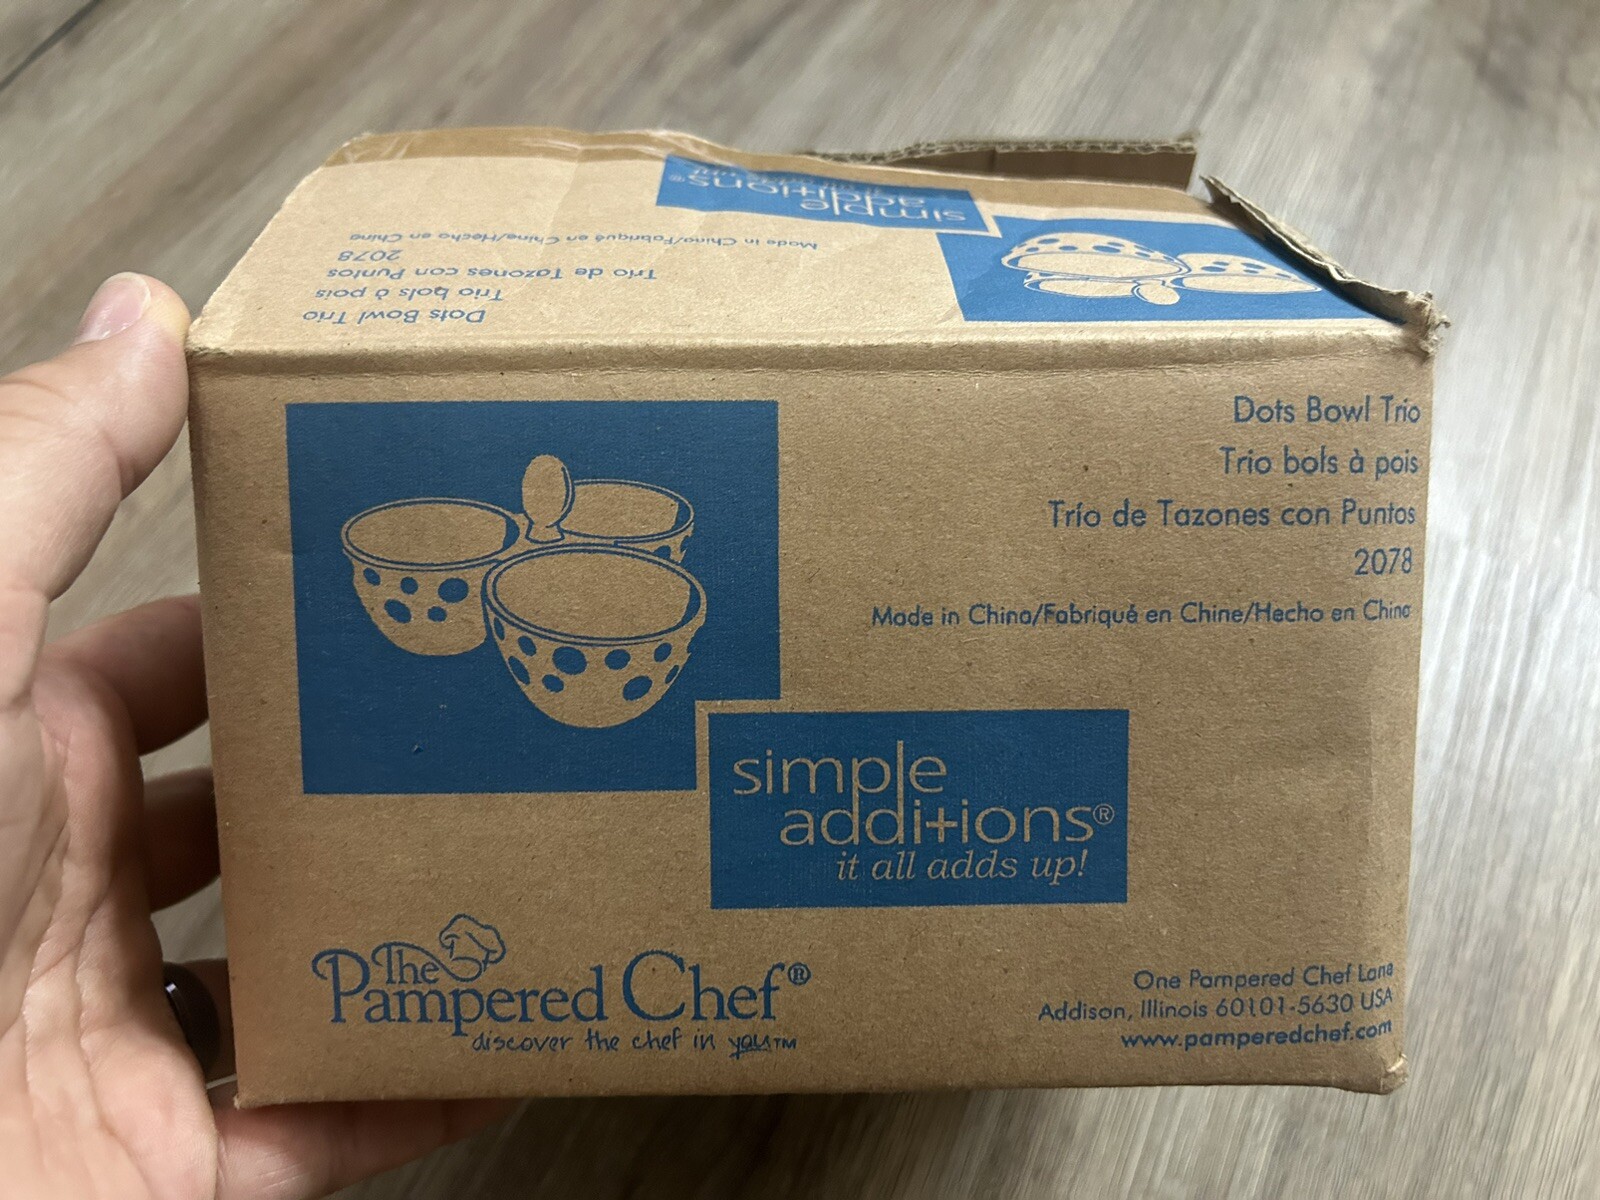 simple
additions®
Made in China/Fabriqué en Chine/Hecho en China
2078
Trío de Tazones con Puntos
Trio bols à pois
Dots Bowl Trio
Dots Bowl Trio
Trio bols à pois
Trío de Tazones con Puntos
2078
Made in China/Fabriqué en Chine/Hecho en China
simple
additions®
it all adds up!
The
Pampered Chef®
discover the chef in you™
One Pampered Chef Lane
Addison, Illinois 60101-5630 USA
www.pamperedchef.com